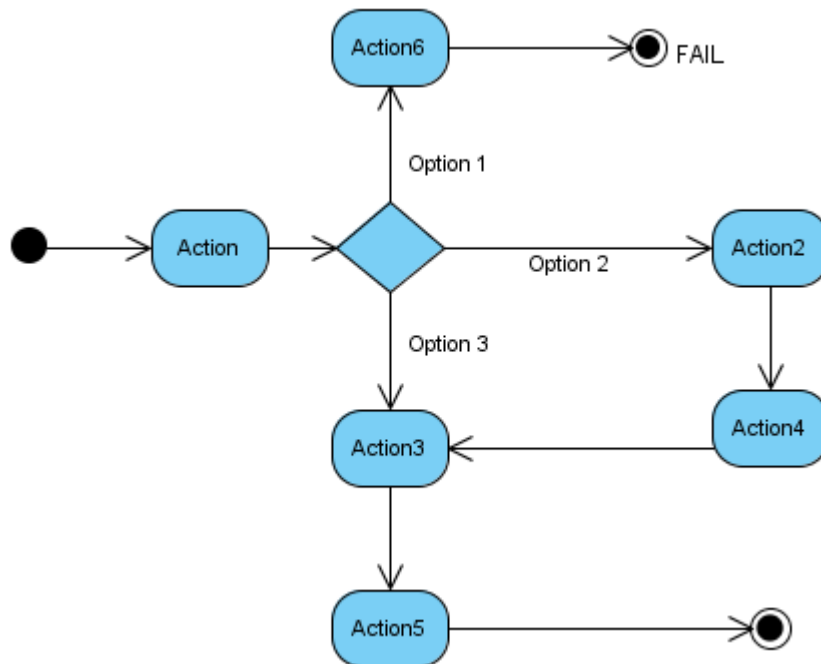 Action6
FAIL
Option 1
Action
Action2
Option 2
Option 3
Action3
Action4
Action5